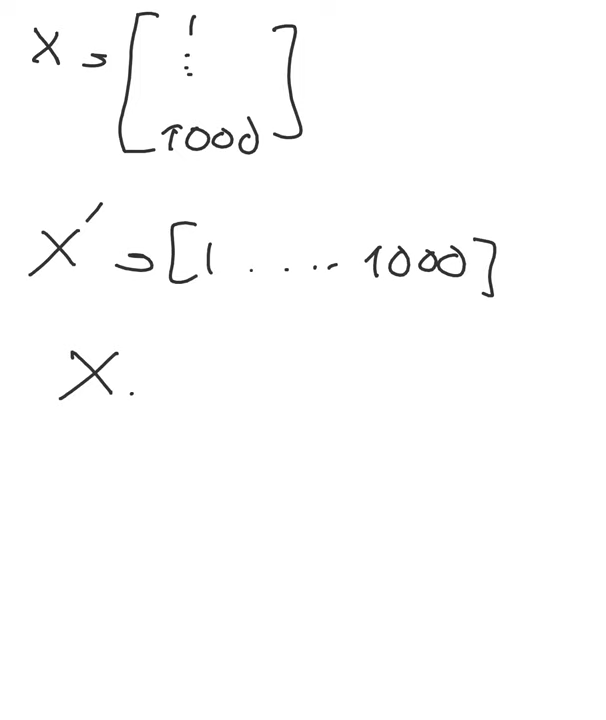 X = [ 1
⋮
1000 ]
X' = [1 .... 1000]
X.